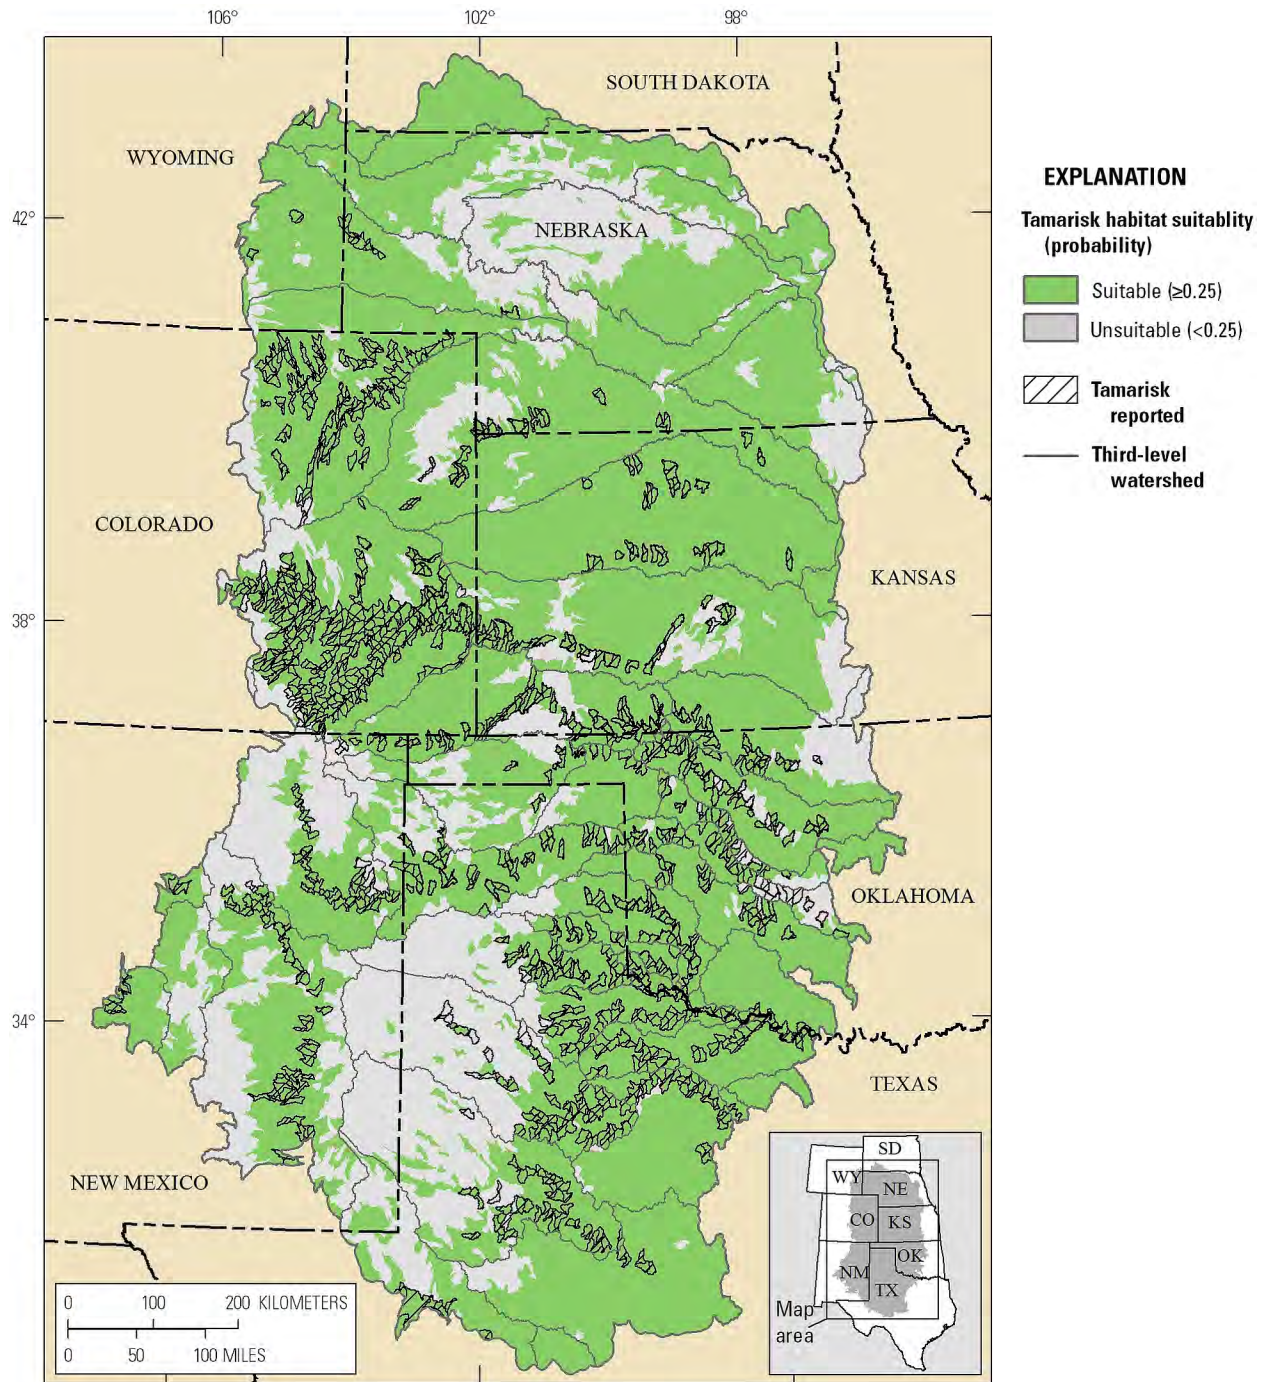 106°
102°
98°
SOUTH DAKOTA
WYOMING
42°
NEBRASKA
COLORADO
KANSAS
38°
OKLAHOMA
34°
TEXAS
NEW MEXICO
EXPLANATION
Tamarisk habitat suitablity
(probability)
Suitable (≥0.25)
Unsuitable (<0.25)
Tamarisk
reported
Third-level
watershed
0 100 200 KILOMETERS
0 50 100 MILES
SD
WY
NE
CO
KS
OK
NM
TX
Map
area